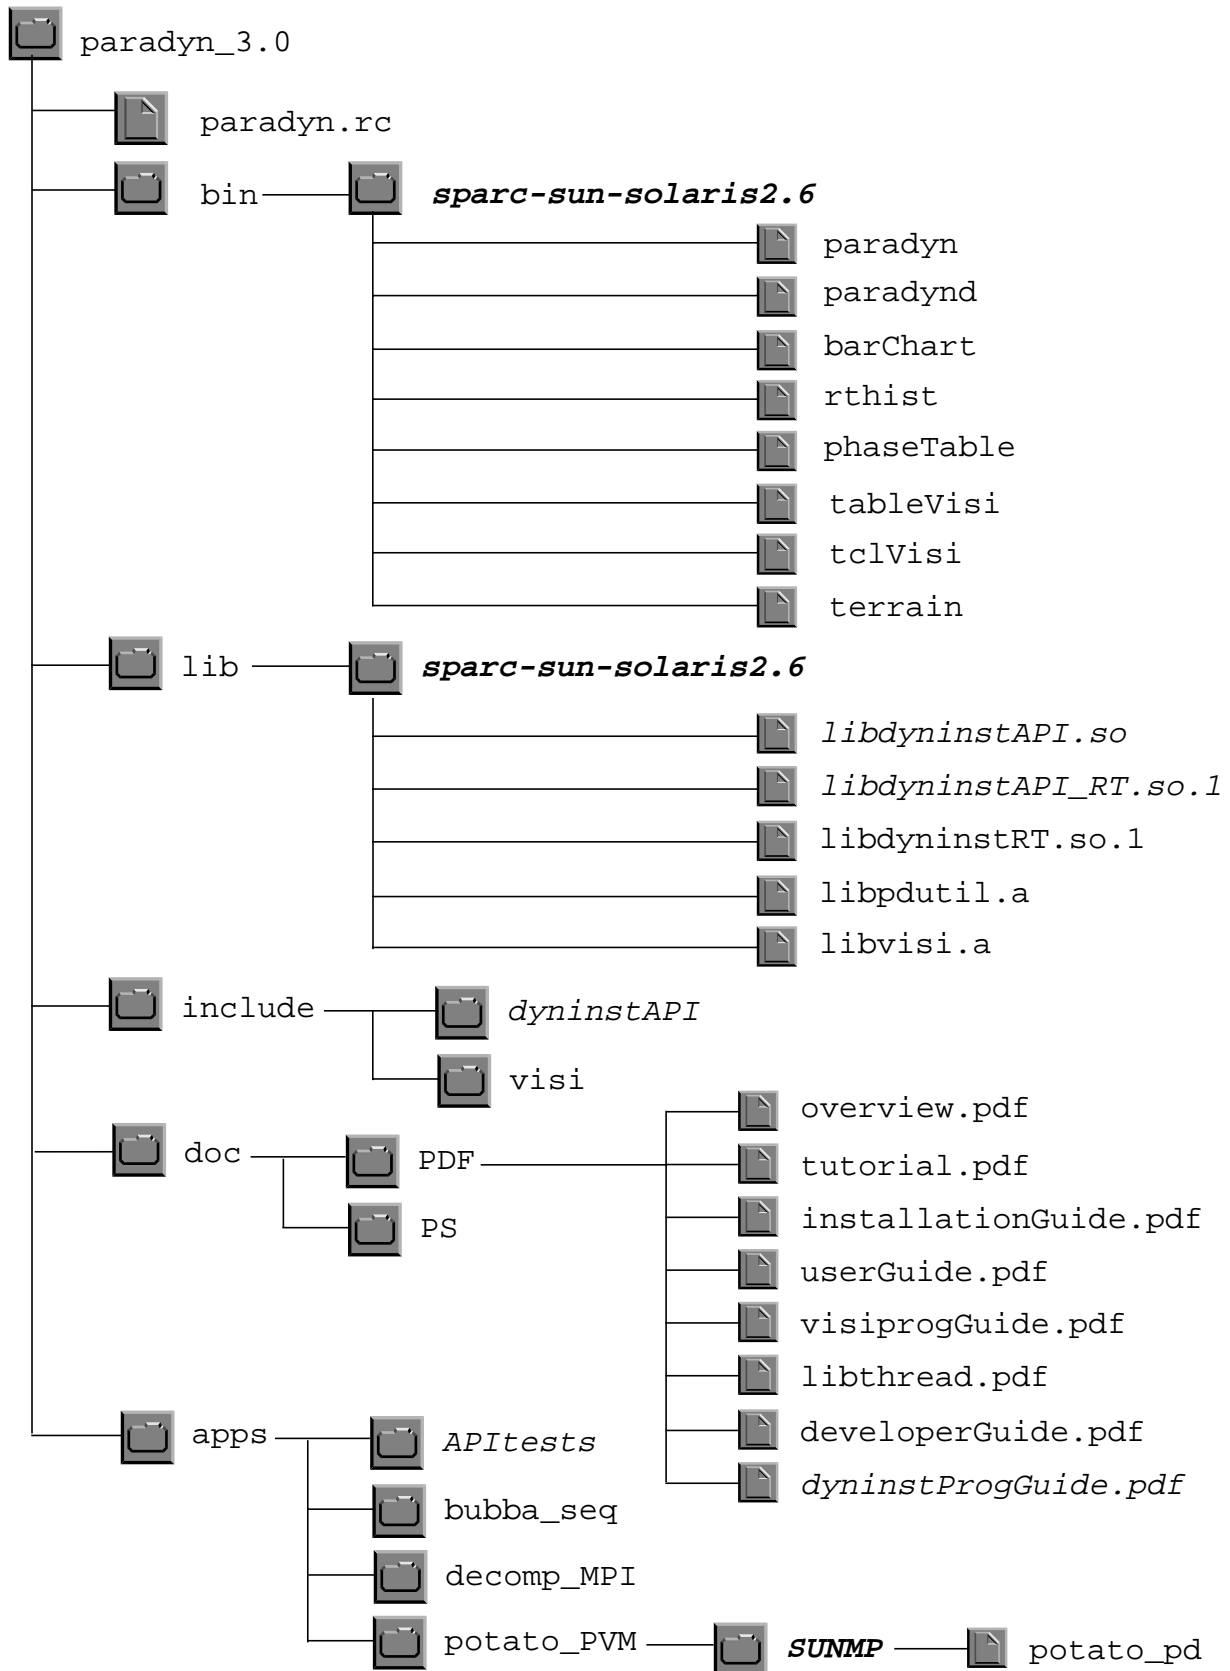 paradyn_3.0
paradyn.rc
bin
sparc-sun-solaris2.6
paradyn
paradynd
barChart
rthist
phaseTable
tableVisi
tclVisi
terrain
lib
sparc-sun-solaris2.6
libdyninstAPI.so
libdyninstAPI_RT.so.1
libdyninstRT.so.1
libpdutil.a
libvisi.a
include
dyninstAPI
visi
doc
PDF
overview.pdf
tutorial.pdf
installationGuide.pdf
userGuide.pdf
visiprogGuide.pdf
libthread.pdf
developerGuide.pdf
dyninstProgGuide.pdf
PS
apps
APItests
bubba_seq
decomp_MPI
potato_PVM
SUNMP
potato_pd